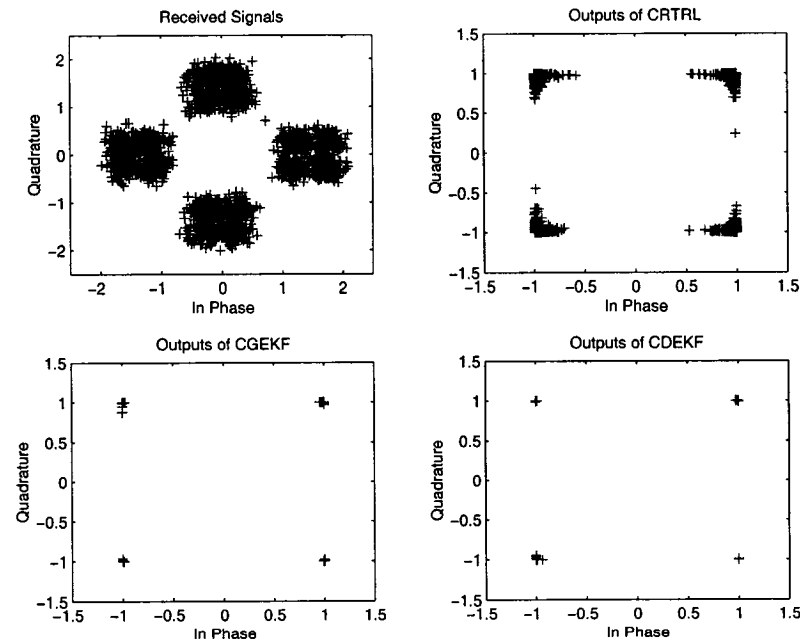 Received Signals
Quadrature
2
1
0
−1
−2
−2 −1 0 1 2
In Phase
Outputs of CRTRL
Quadrature
1.5
1
0.5
0
−0.5
−1
−1.5
−1.5 −1 −0.5 0 0.5 1 1.5
In Phase
Outputs of CGEKF
Quadrature
1.5
1
0.5
0
−0.5
−1
−1.5
−1.5 −1 −0.5 0 0.5 1 1.5
In Phase
Outputs of CDEKF
Quadrature
1.5
1
0.5
0
−0.5
−1
−1.5
−1.5 −1 −0.5 0 0.5 1 1.5
In Phase